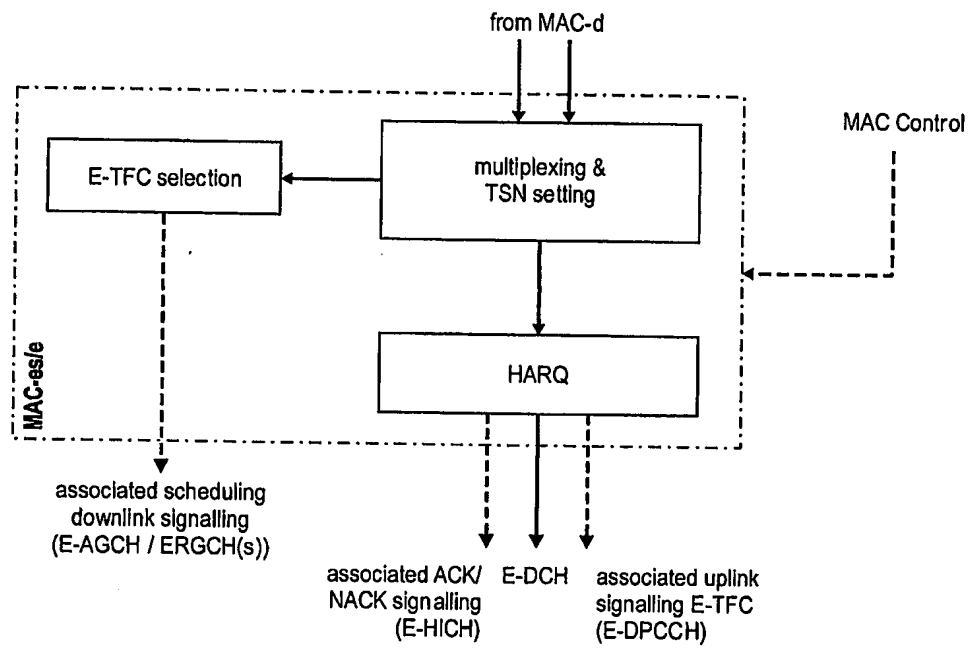 from MAC-d
MAC Control
E-TFC selection
multiplexing &
TSN setting
HARQ
MAC-es/e
associated scheduling
downlink signalling
(E-AGCH / ERGCH(s))
associated ACK/
NACK signalling
(E-HICH)
E-DCH
associated uplink
signalling E-TFC
(E-DPCCH)